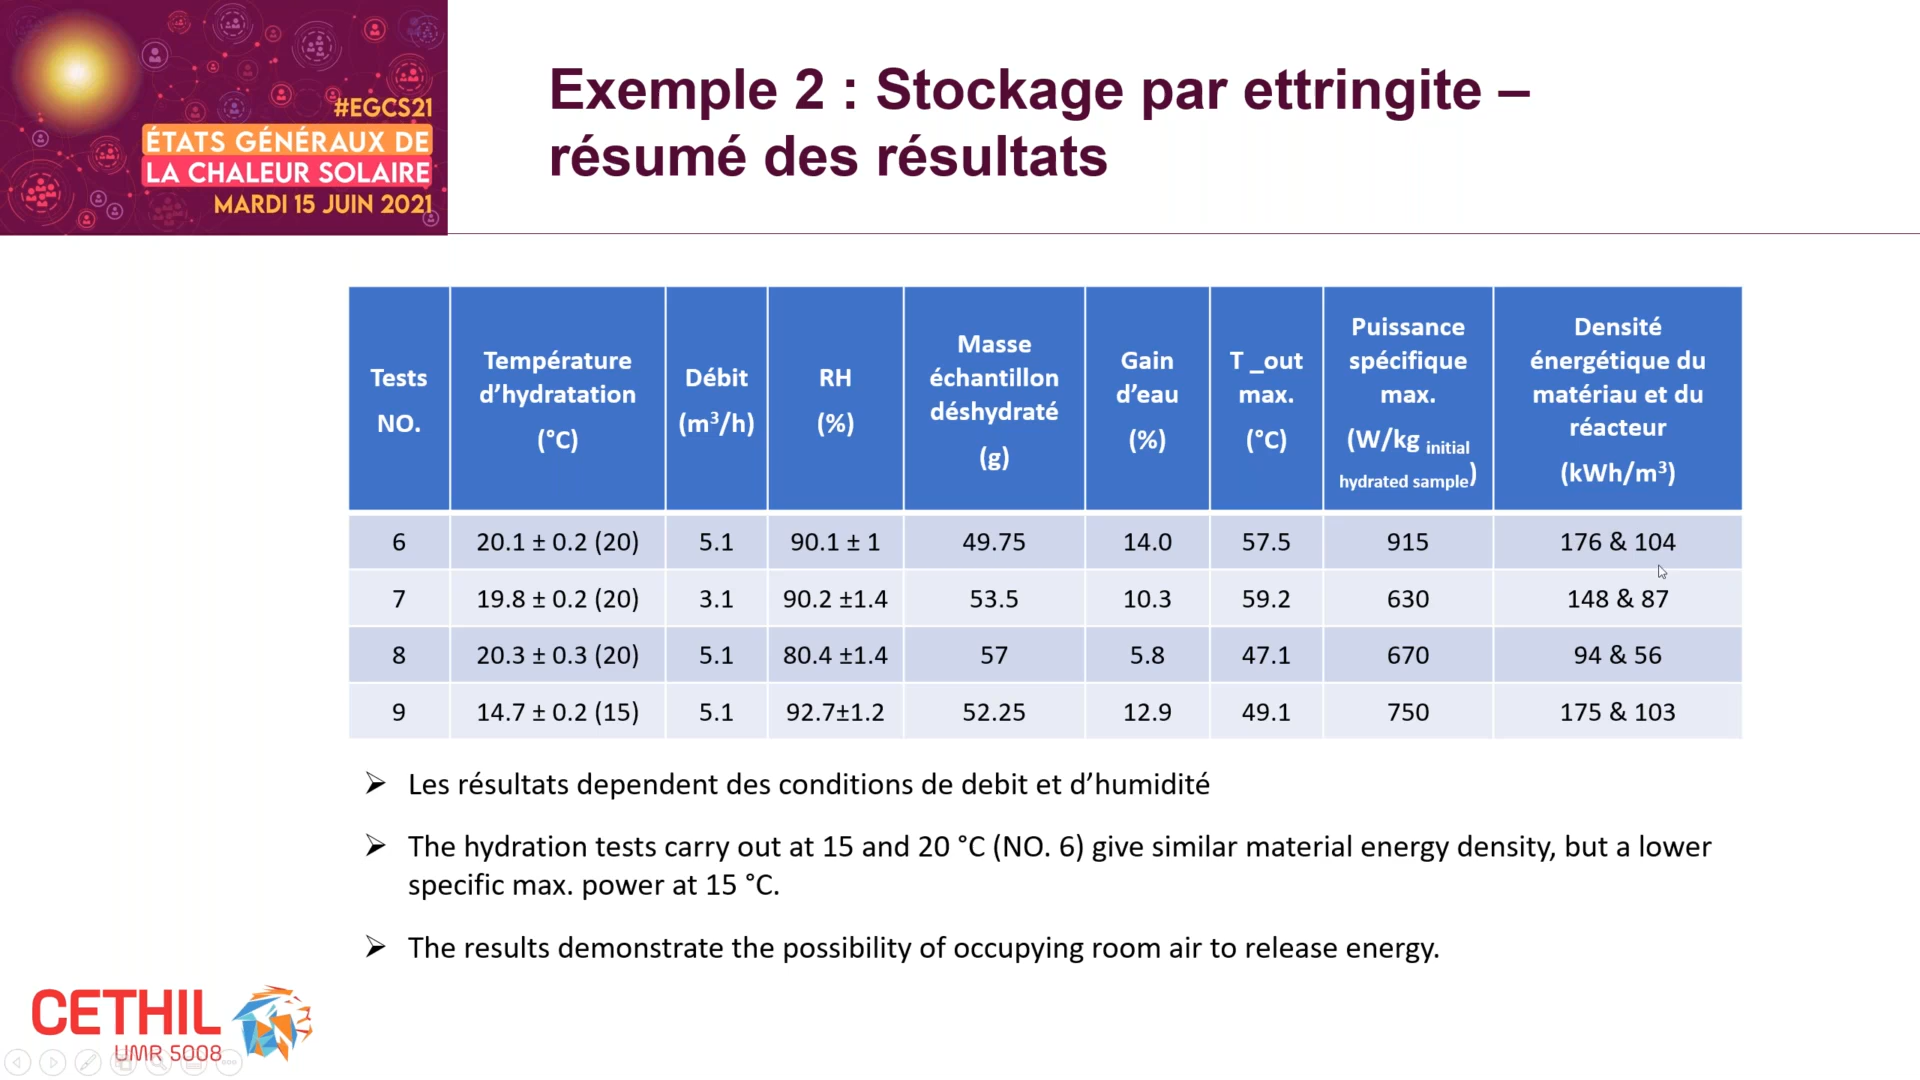 #EGCS21
ÉTATS GÉNÉRAUX DE
LA CHALEUR SOLAIRE
MARDI 15 JUIN 2021
Exemple 2 : Stockage par ettringite –
résumé des résultats
Tests NO. Température d’hydratation (°C) Débit (m³/h) RH (%) Masse échantillon déshydraté (g) Gain d’eau (%) T _out max. (°C) Puissance spécifique max. (W/kg initial hydrated sample) Densité énergétique du matériau et du réacteur (kWh/m³)
6 20.1 ± 0.2 (20) 5.1 90.1 ± 1 49.75 14.0 57.5 915 176 & 104
7 19.8 ± 0.2 (20) 3.1 90.2 ±1.4 53.5 10.3 59.2 630 148 & 87
8 20.3 ± 0.3 (20) 5.1 80.4 ±1.4 57 5.8 47.1 670 94 & 56
9 14.7 ± 0.2 (15) 5.1 92.7±1.2 52.25 12.9 49.1 750 175 & 103
➢ Les résultats dependent des conditions de debit et d’humidité
➢ The hydration tests carry out at 15 and 20 °C (NO. 6) give similar material energy density, but a lower
specific max. power at 15 °C.
➢ The results demonstrate the possibility of occupying room air to release energy.
CETHIL
UMR 5008